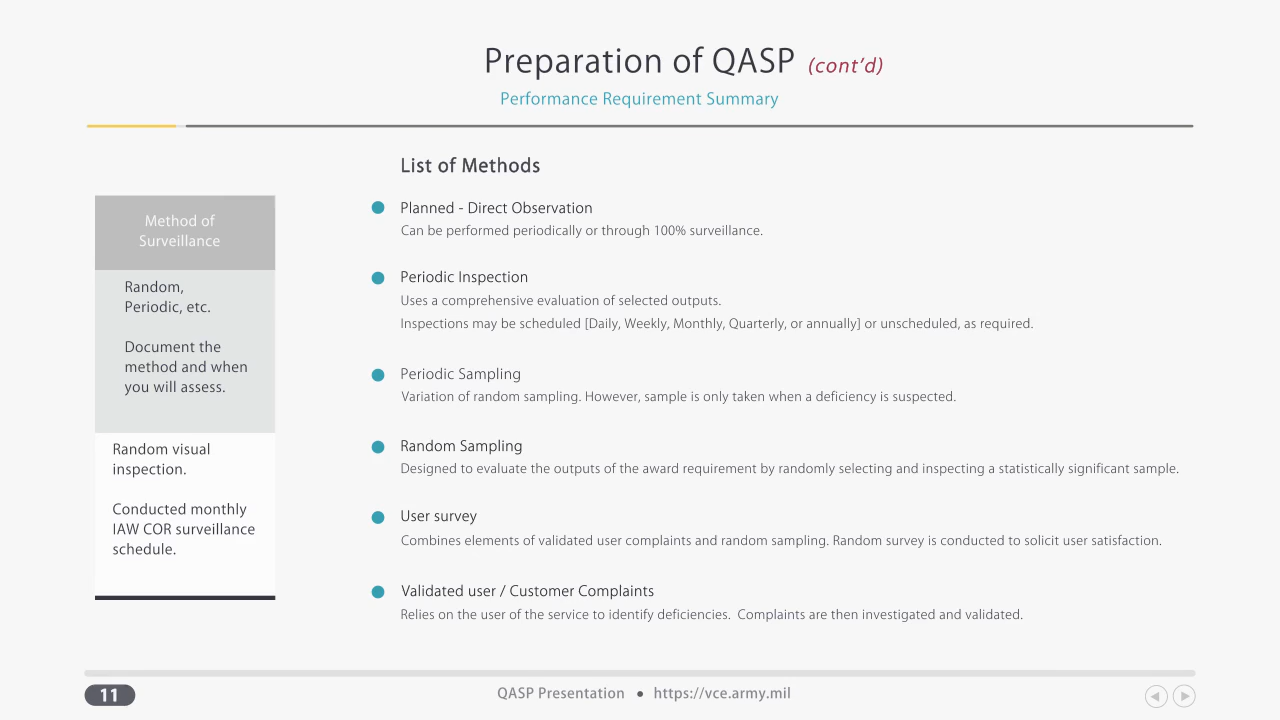 Preparation of QASP (cont’d)
Performance Requirement Summary
Method of
Surveillance
Random,
Periodic, etc.
Document the
method and when
you will assess.
Random visual
inspection.
Conducted monthly
IAW COR surveillance
schedule.
List of Methods
Planned - Direct Observation
Can be performed periodically or through 100% surveillance.
Periodic Inspection
Uses a comprehensive evaluation of selected outputs.
Inspections may be scheduled [Daily, Weekly, Monthly, Quarterly, or annually] or unscheduled, as required.
Periodic Sampling
Variation of random sampling. However, sample is only taken when a deficiency is suspected.
Random Sampling
Designed to evaluate the outputs of the award requirement by randomly selecting and inspecting a statistically significant sample.
User survey
Combines elements of validated user complaints and random sampling. Random survey is conducted to solicit user satisfaction.
Validated user / Customer Complaints
Relies on the user of the service to identify deficiencies.  Complaints are then investigated and validated.
11
QASP Presentation • https://vce.army.mil